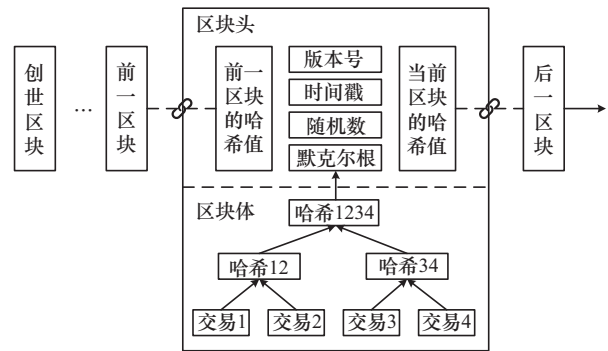 区块头
创世区块
…
前一区块
前一区块的哈希值
版本号
时间戳
随机数
默克尔根
当前区块的哈希值
后一区块
区块体
哈希1234
哈希12
哈希34
交易1
交易2
交易3
交易4